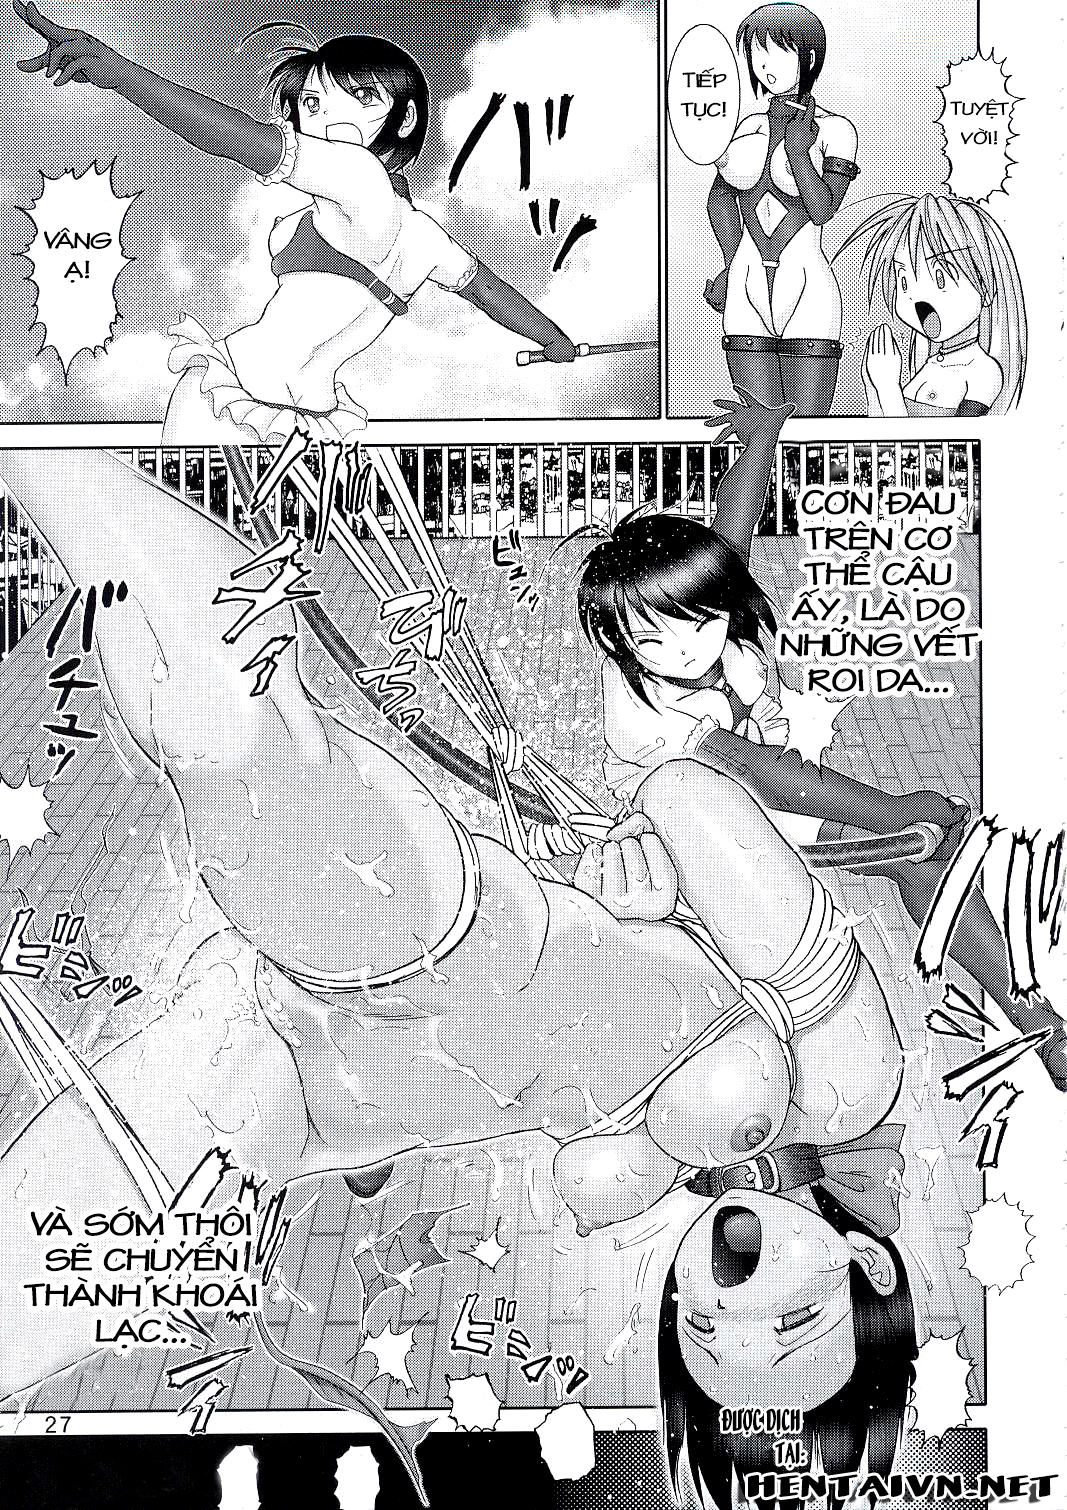 TUYỆT
VỜI!
TIẾP
TỤC!
VÂNG
Ạ!
CƠN ĐAU
TRÊN CƠ
THỂ CẬU
ẤY, LÀ DO
NHỮNG VẾT
ROI DA...
VÀ SỚM THÔI
SẼ CHUYỂN
THÀNH KHOÁI
LẠC...
27
ĐƯỢC DỊCH
TẠI:
HENTAIVN.NET